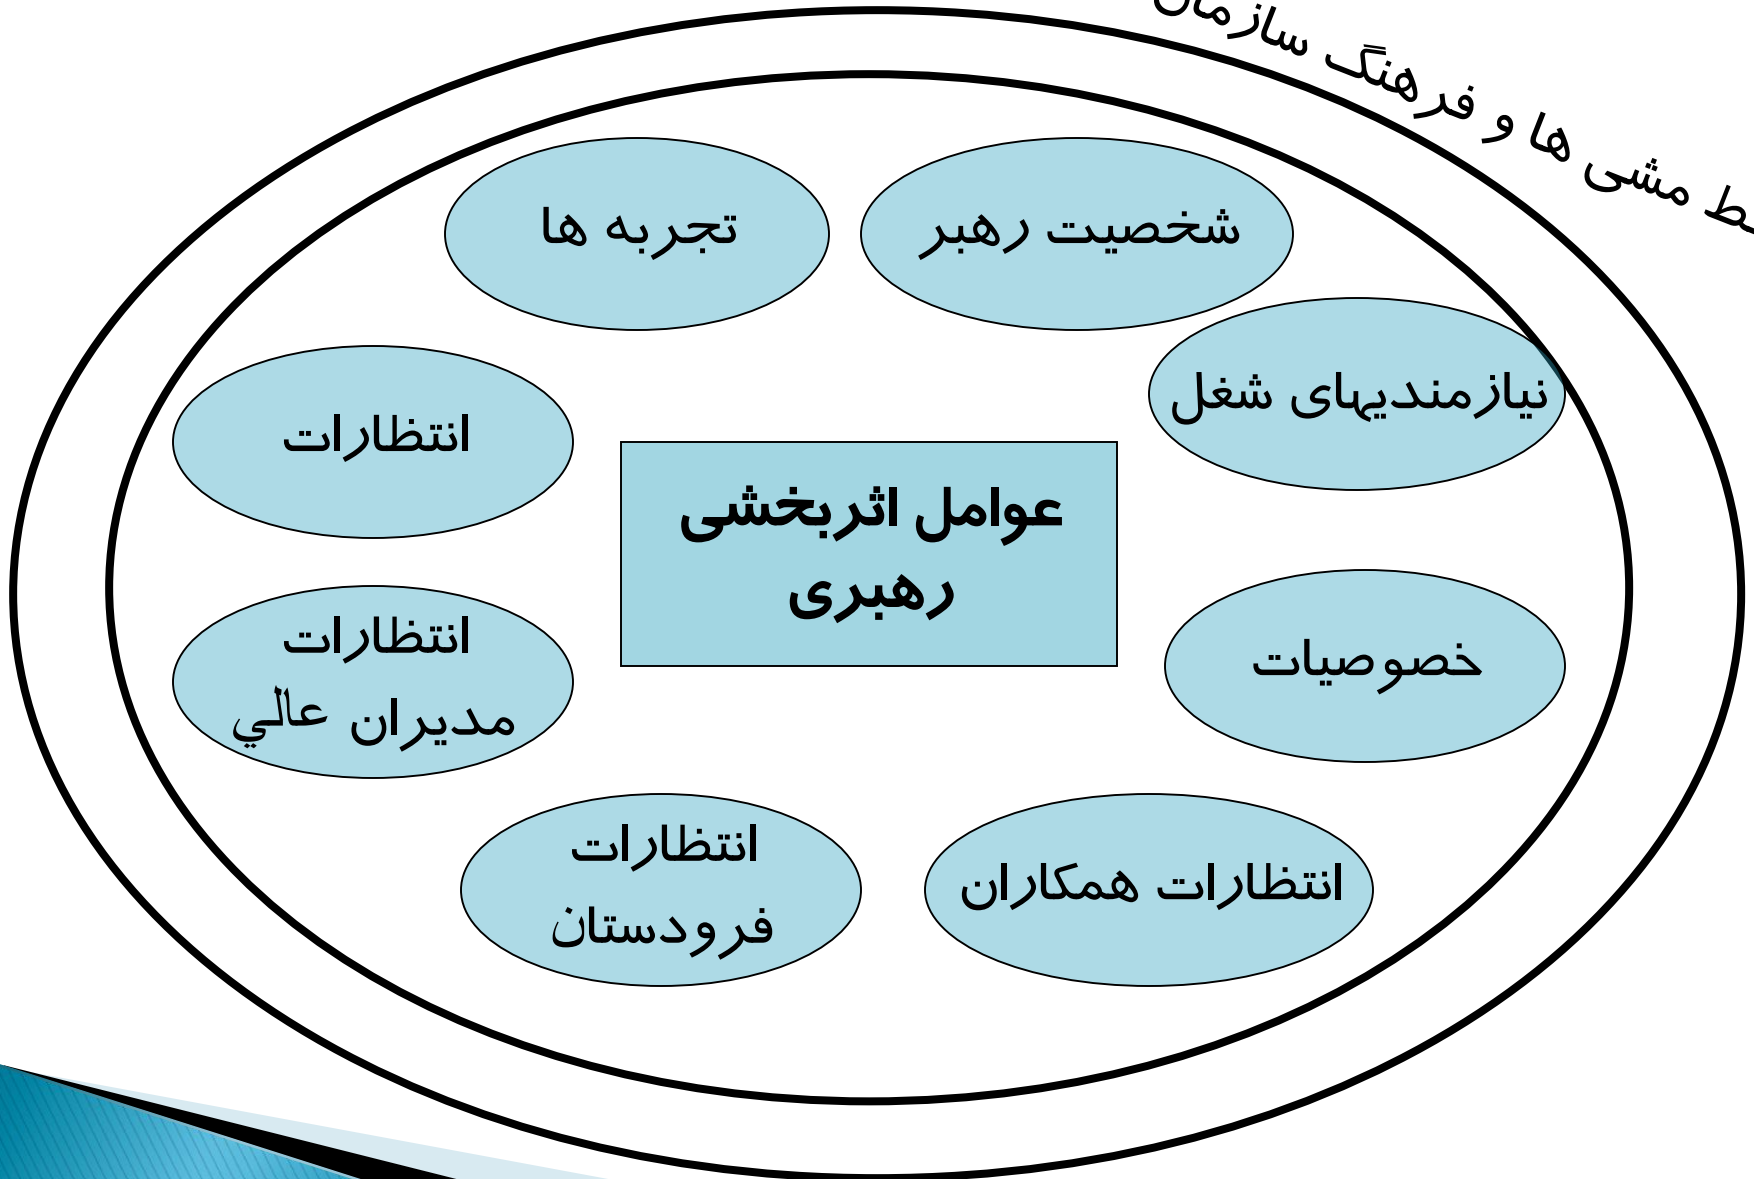 مشی ها و فرهنگ سازمان
شخصیت رهبر
تجربه ها
نیازمندیهای شغل
انتظارات
عوامل اثربخشی
رهبری
خصوصیات
انتظارات
مدیران عالي
انتظارات همکاران
انتظارات
فرودستان